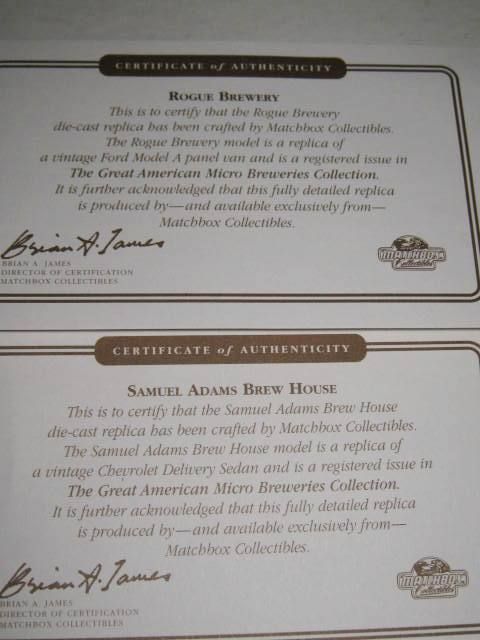 CERTIFICATE of AUTHENTICITY
ROGUE BREWERY
This is to certify that the Rogue Brewery
die-cast replica has been crafted by Matchbox Collectibles.
The Rogue Brewery model is a replica of
a vintage Ford Model A panel van and is a registered issue in
The Great American Micro Breweries Collection.
It is further acknowledged that this fully detailed replica
is produced by—and available exclusively from—
Matchbox Collectibles.
Brian A. James
BRIAN A. JAMES
DIRECTOR OF CERTIFICATION
MATCHBOX COLLECTIBLES
MATCHBOX
Collectibles
CERTIFICATE of AUTHENTICITY
SAMUEL ADAMS BREW HOUSE
This is to certify that the Samuel Adams Brew House
die-cast replica has been crafted by Matchbox Collectibles.
The Samuel Adams Brew House model is a replica of
a vintage Chevrolet Delivery Sedan and is a registered issue in
The Great American Micro Breweries Collection.
It is further acknowledged that this fully detailed replica
is produced by—and available exclusively from—
Matchbox Collectibles.
Brian A. James
BRIAN A. JAMES
DIRECTOR OF CERTIFICATION
MATCHBOX COLLECTIBLES
MATCHBOX
Collectibles